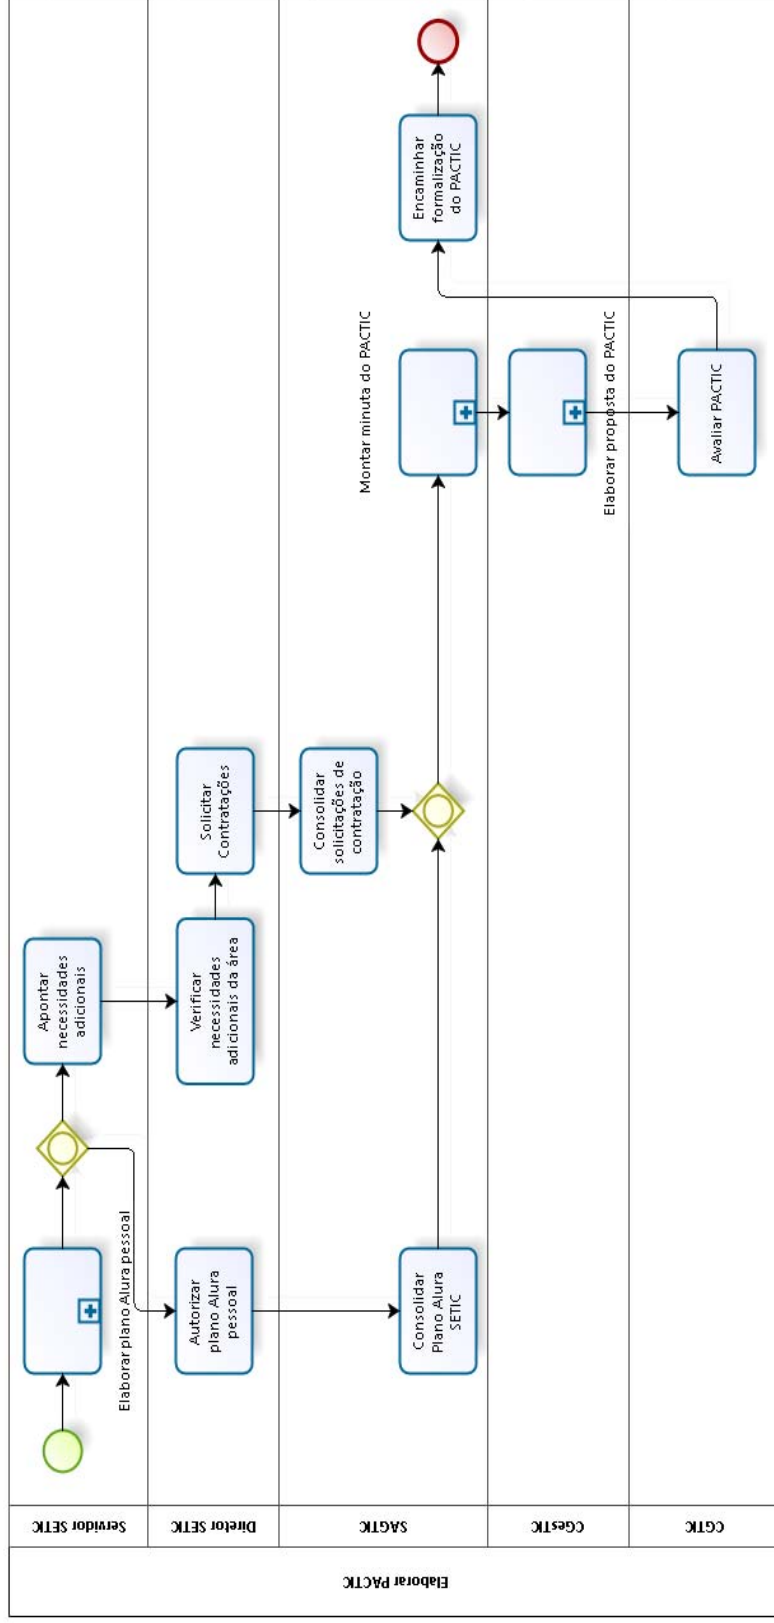 Elaborar PACTIC
Servidor SETIC
Elaborar plano Alura pessoal
Apontar
necessidades
adicionais
Diretor SETIC
Autorizar
plano Alura
pessoal
Verificar
necessidades
adicionais da área
Solicitar
Contratações
SAGTIC
Consolidar
Plano Alura
SETIC
Consolidar
solicitações de
contratação
Montar minuta do PACTIC
Encaminhar
formalização
do PACTIC
CGesTIC
Elaborar proposta do PACTIC
CGTIC
Avaliar PACTIC